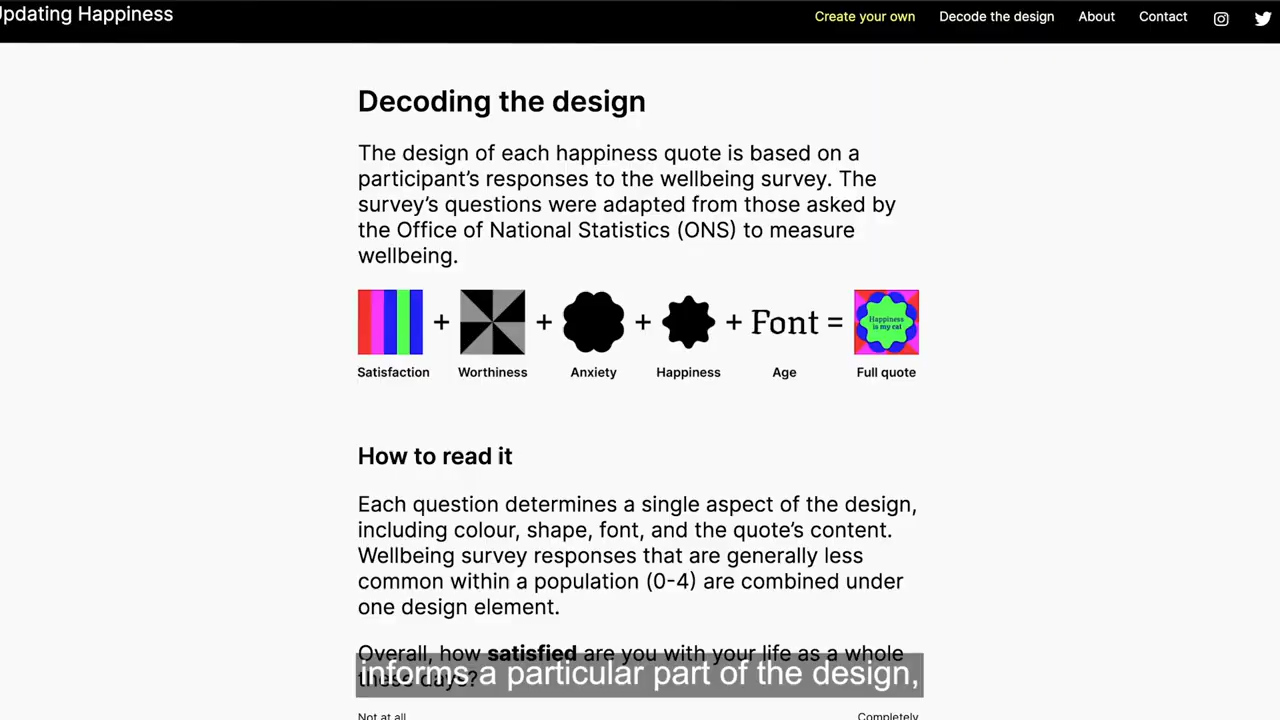 Updating Happiness
Create your own Decode the design About Contact
Decoding the design
The design of each happiness quote is based on a
participant's responses to the wellbeing survey. The
survey's questions were adapted from those asked by
the Office of National Statistics (ONS) to measure
wellbeing.
+ + + + Font =
Happiness
is my cat
Satisfaction Worthiness Anxiety Happiness Age Full quote
How to read it
Each question determines a single aspect of the design,
including colour, shape, font, and the quote's content.
Wellbeing survey responses that are generally less
common within a population (0-4) are combined under
one design element.
Overall, how satisfied are you with your life as a whole
these days?
informs a particular part of the design,
Not at all Completely